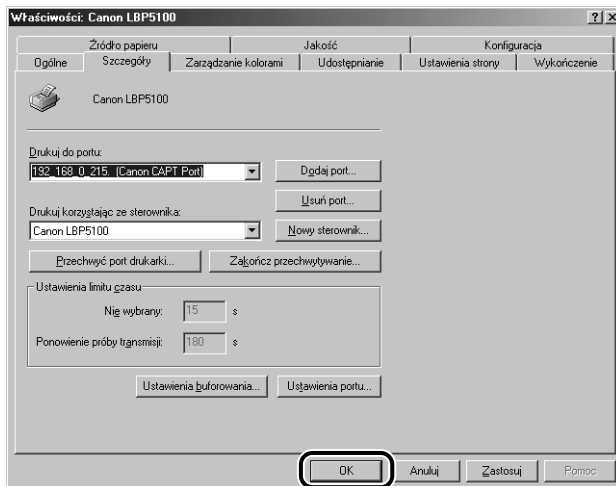 Właściwości: Canon LBP5100
Źródło papieru Jakość Konfiguracja
Ogólne Szczegóły Zarządzanie kolorami Udostępnianie Ustawienia strony Wykończenie
Canon LBP5100
Drukuj do portu:
192_168_0_215. (Canon CAPT Port) Dodaj port...
Usuń port...
Drukuj korzystając ze sterownika:
Canon LBP5100 Nowy sterownik...
Przechwyć port drukarki... Zakończ przechwytywanie...
Ustawienia limitu czasu
Nie wybrany: 15 s
Ponowienie próby transmisji: 180 s
Ustawienia buforowania... Ustawienia portu...
OK Anuluj Zastosuj Pomoc